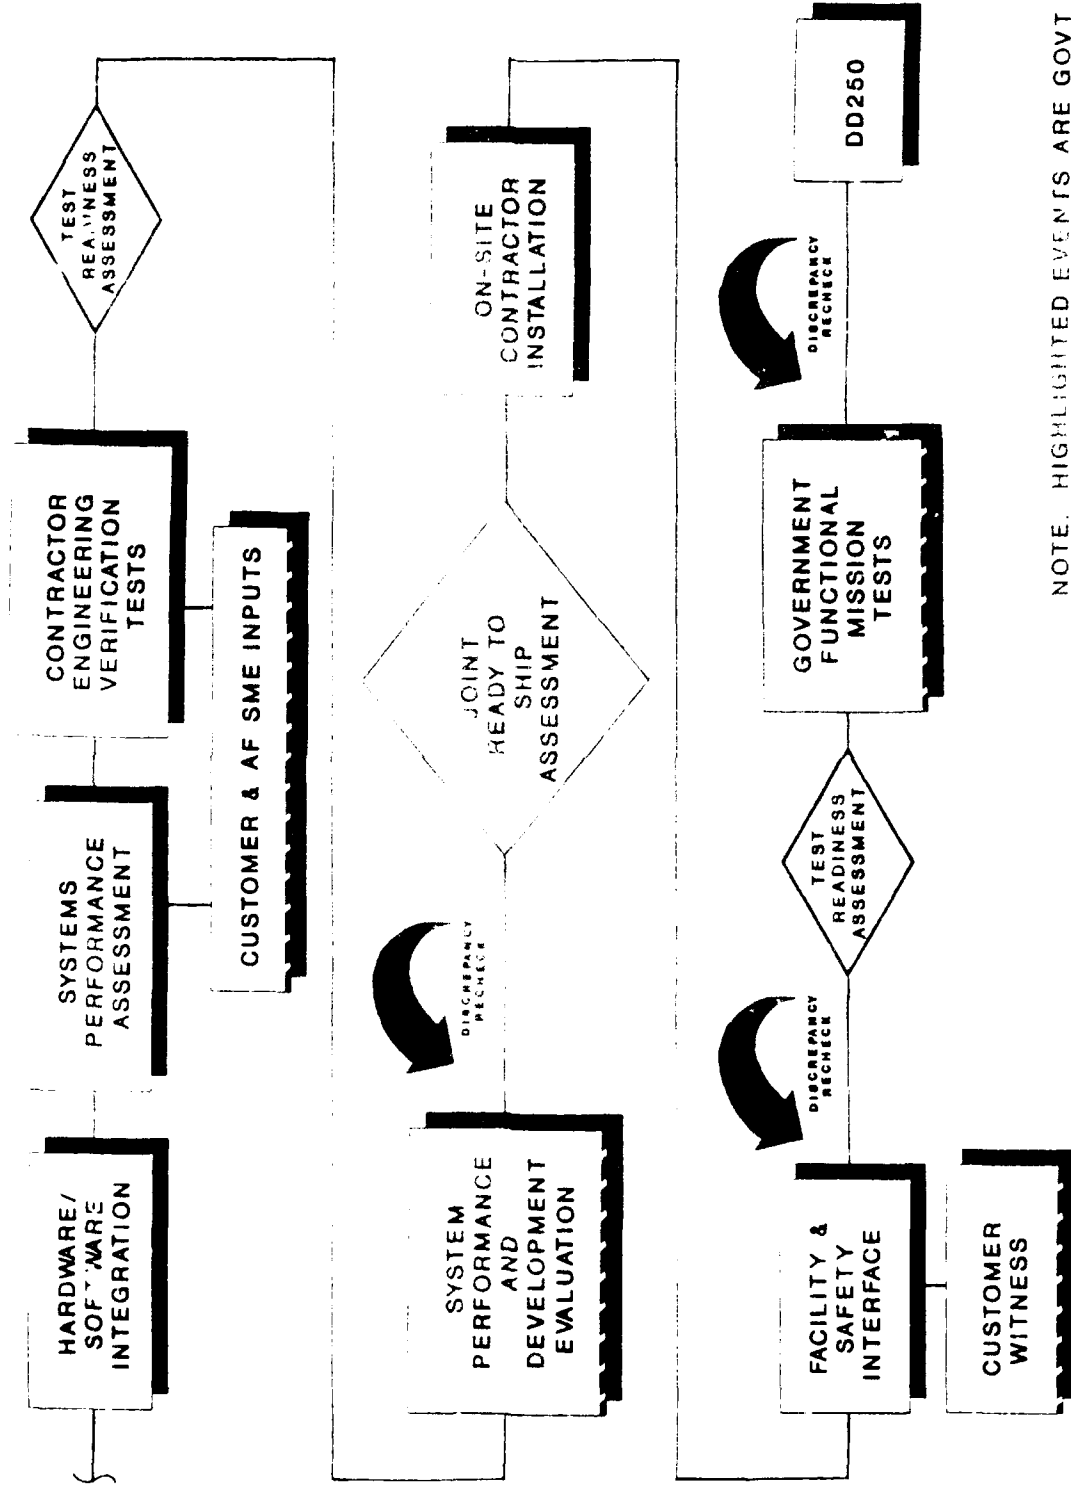 HARDWARE/
SOFTWARE
INTEGRATION
SYSTEMS
PERFORMANCE
ASSESSMENT
CONTRACTOR
ENGINEERING
VERIFICATION
TESTS
TEST
READINESS
ASSESSMENT
CUSTOMER & AF SME INPUTS
SYSTEM
PERFORMANCE
AND
DEVELOPMENT
EVALUATION
DISCREPANCY
RECHECK
JOINT
READY TO
SHIP
ASSESSMENT
ON-SITE
CONTRACTOR
INSTALLATION
FACILITY &
SAFETY
INTERFACE
CUSTOMER
WITNESS
DISCREPANCY
RECHECK
TEST
READINESS
ASSESSMENT
GOVERNMENT
FUNCTIONAL
MISSION
TESTS
DISCREPANCY
RECHECK
DD250
NOTE. HIGHLIGHTED EVENTS ARE GOVT